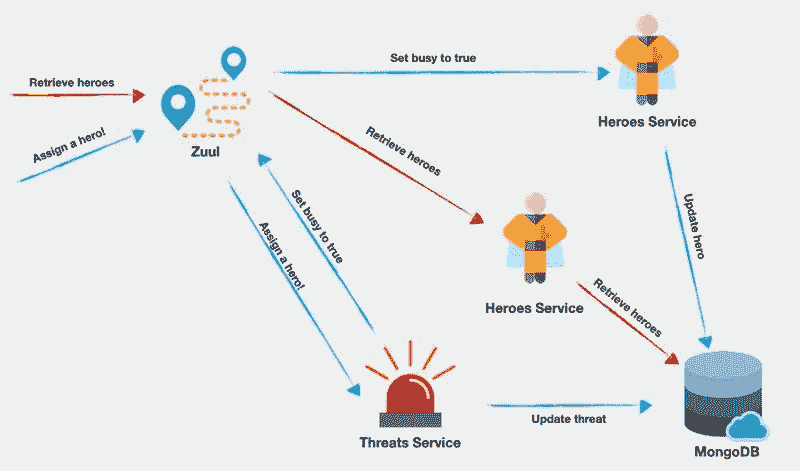 Set busy to true
Retrieve heroes
Assign a hero!
Zuul
Heroes Service
Retrieve heroes
Set busy to true
Assign a hero!
Update hero
Heroes Service
Retrieve heroes
Update threat
Threats Service
MongoDB